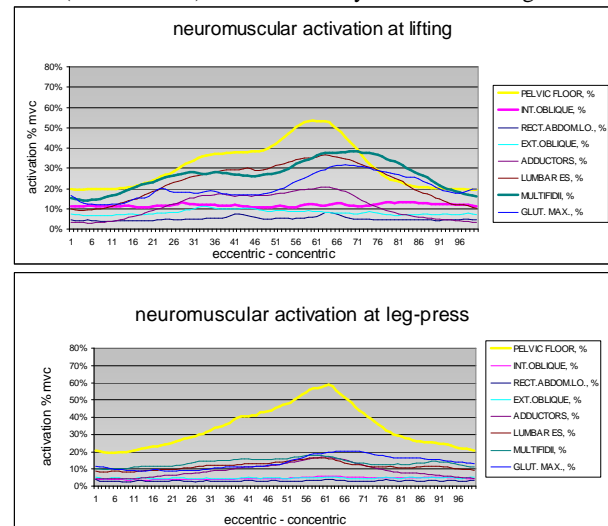 neuromuscular activation at lifting
80%
70%
60%
50%
40%
30%
20%
10%
0%
activation % mvc
6 11 16 21 26 31 36 41 46 51 56 61 66 71 76 81 86 91 96
eccentric - concentric
PELVIC FLOOR, %
INT.OBLIQUE, %
RECT.ABDOM.LO., %
EXT.OBLIQUE, %
ADDUCTORS, %
LUMBAR ES, %
MULTIFIDII, %
GLUT. MAX., %
neuromuscular activation at leg-press
80%
70%
60%
50%
40%
30%
20%
10%
0%
activation % mvc
1 6 11 16 21 26 31 36 41 46 51 56 61 66 71 76 81 86 91 96
eccentric - concentric
PELVIC FLOOR, %
INT.OBLIQUE, %
RECT.ABDOM.LO., %
EXT.OBLIQUE, %
ADDUCTORS, %
LUMBAR ES, %
MULTIFIDII, %
GLUT. MAX., %